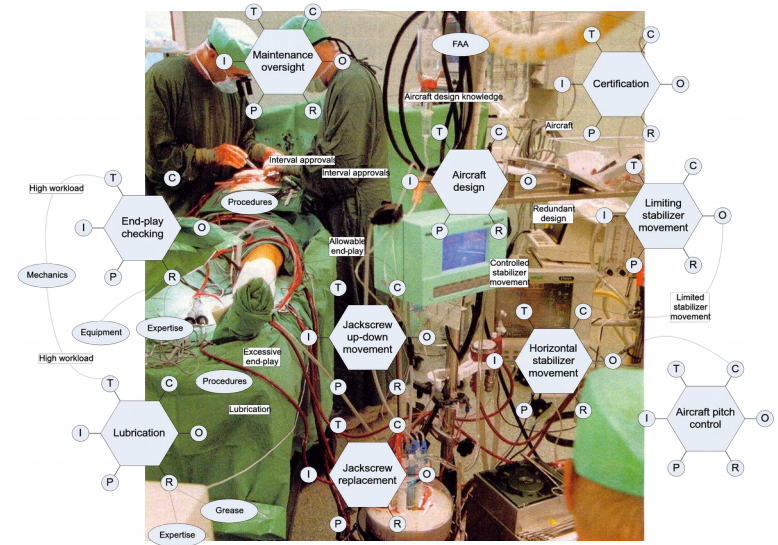 T
C
FAA
T
C
I
Maintenance
oversight
O
I
Certification
O
P
R
Aircraft design knowledge
P
R
Aircraft
T
C
Interval approvals
Interval approvals
T
C
High workload
T
C
I
Aircraft
design
O
Procedures
Redundant
design
I
Limiting
stabilizer
movement
O
I
End-play
checking
O
P
R
Allowable
end-play
Controlled
stabilizer
movement
P
R
Mechanics
P
R
T
C
Limited
stabilizer
movement
T
C
Equipment
Expertise
I
Jackscrew
up-down
movement
O
I
Horizontal
stabilizer
movement
O
High workload
Excessive
end-play
T
C
T
C
Procedures
P
R
P
R
Lubrication
I
Lubrication
O
T
C
I
Aircraft pitch
control
O
P
R
I
Jackscrew
replacement
O
P
R
Grease
Expertise
P
R